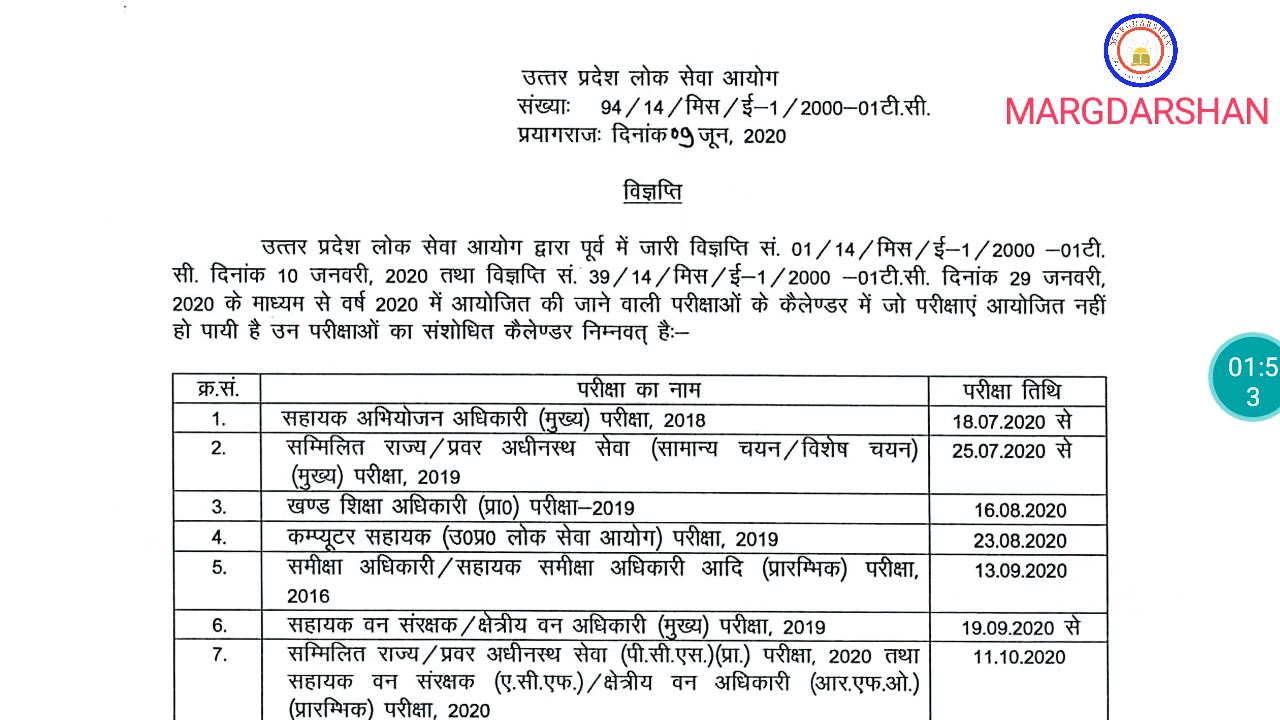 MARGDARSHAN
उत्तर प्रदेश लोक सेवा आयोग
संख्याः 94/14/मिस/ई–1/2000–01टी.सी.
MARGDARSHAN
प्रयागराजः दिनांक 09 जून, 2020
विज्ञप्ति
उत्तर प्रदेश लोक सेवा आयोग द्वारा पूर्व में जारी विज्ञप्ति सं. 01/14/मिस/ई–1/2000 –01टी.
सी. दिनांक 10 जनवरी, 2020 तथा विज्ञप्ति सं. 39/14/मिस/ई–1/2000 –01टी.सी. दिनांक 29 जनवरी,
2020 के माध्यम से वर्ष 2020 में आयोजित की जाने वाली परीक्षाओं के कैलेण्डर में जो परीक्षाएं आयोजित नहीं
हो पायी है उन परीक्षाओं का संशोधित कैलेण्डर निम्नवत् हैः–
01:5
3
क्र.सं. परीक्षा का नाम परीक्षा तिथि
1. सहायक अभियोजन अधिकारी (मुख्य) परीक्षा, 2018 18.07.2020 से
2. सम्मिलित राज्य/प्रवर अधीनस्थ सेवा (सामान्य चयन/विशेष चयन) 25.07.2020 से
(मुख्य) परीक्षा, 2019
3. खण्ड शिक्षा अधिकारी (प्रा0) परीक्षा–2019 16.08.2020
4. कम्प्यूटर सहायक (उ0प्र0 लोक सेवा आयोग) परीक्षा, 2019 23.08.2020
5. समीक्षा अधिकारी/सहायक समीक्षा अधिकारी आदि (प्रारम्भिक) परीक्षा, 13.09.2020
2016
6. सहायक वन संरक्षक/क्षेत्रीय वन अधिकारी (मुख्य) परीक्षा, 2019 19.09.2020 से
7. सम्मिलित राज्य/प्रवर अधीनस्थ सेवा (पी.सी.एस.)(प्रा.) परीक्षा, 2020 तथा 11.10.2020
सहायक वन संरक्षक (ए.सी.एफ.)/क्षेत्रीय वन अधिकारी (आर.एफ.ओ.)
(प्रारम्भिक) परीक्षा, 2020